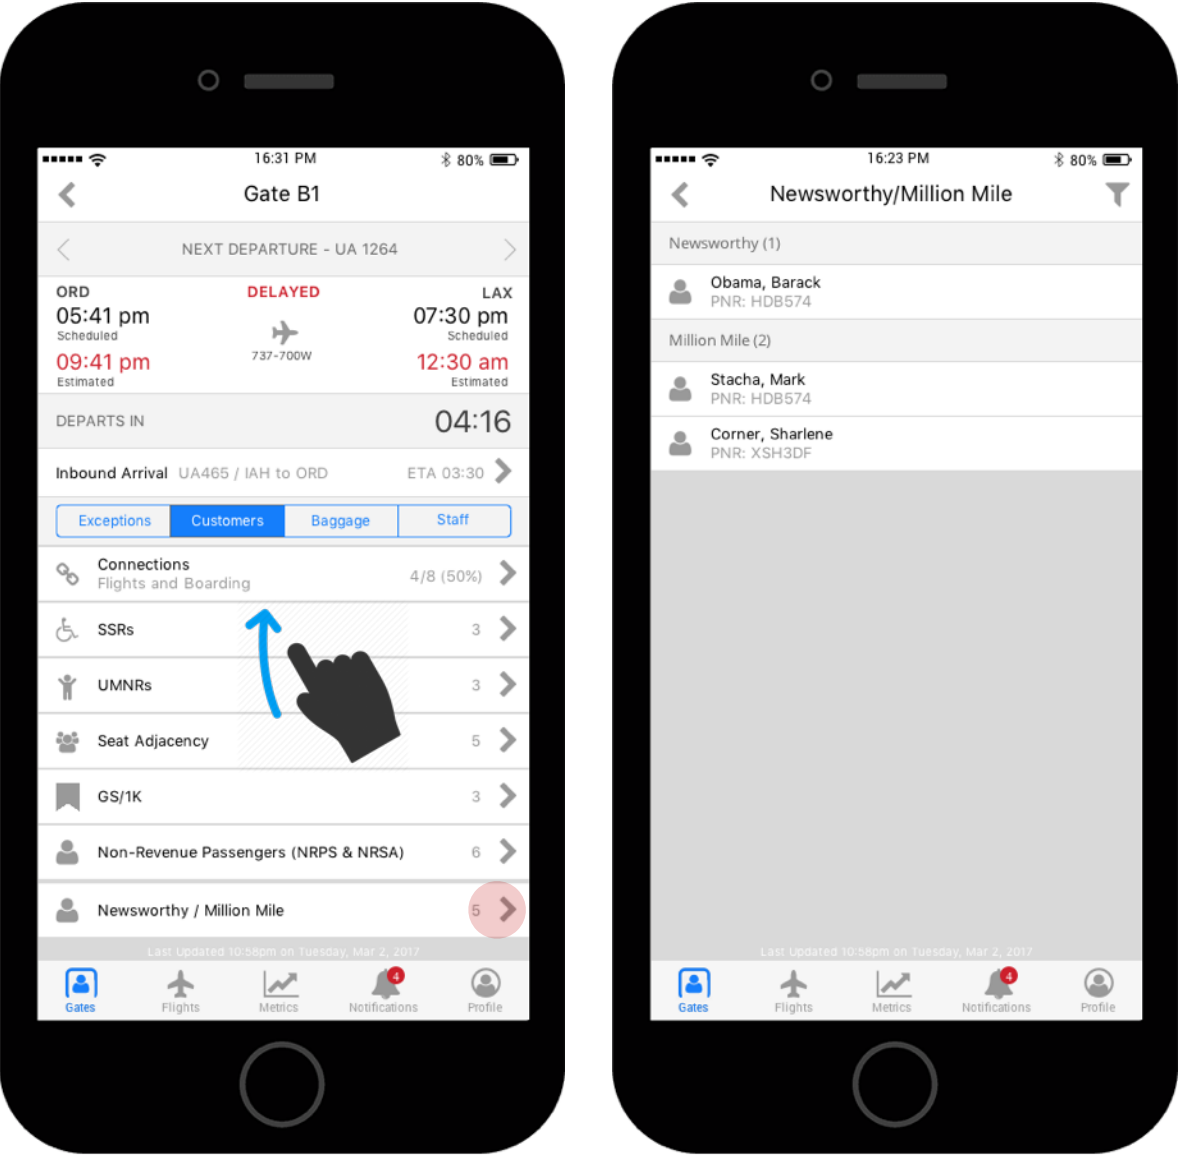 16:31 PM
80%
Gate B1
NEXT DEPARTURE - UA 1264
ORD DELAYED LAX
05:41 pm 07:30 pm
Scheduled Scheduled
09:41 pm 737-700W 12:30 am
Estimated Estimated
DEPARTS IN 04:16
Inbound Arrival UA465 / IAH to ORD ETA 03:30
Exceptions Customers Baggage Staff
Connections
Flights and Boarding 4/8 (50%)
SSRs 3
UMNRs 3
Seat Adjacency 5
GS/1K 3
Non-Revenue Passengers (NRPS & NRSA) 6
Newsworthy / Million Mile 5
Last Updated 10:58pm on Tuesday, Mar 2, 2017
4
Gates Flights Metrics Notifications Profile
16:23 PM
80%
Newsworthy/Million Mile
Newsworthy (1)
Obama, Barack
PNR: HDB574
Million Mile (2)
Stacha, Mark
PNR: HDB574
Corner, Sharlene
PNR: XSH3DF
Last Updated 10:58pm on Tuesday, Mar 2, 2017
4
Gates Flights Metrics Notifications Profile